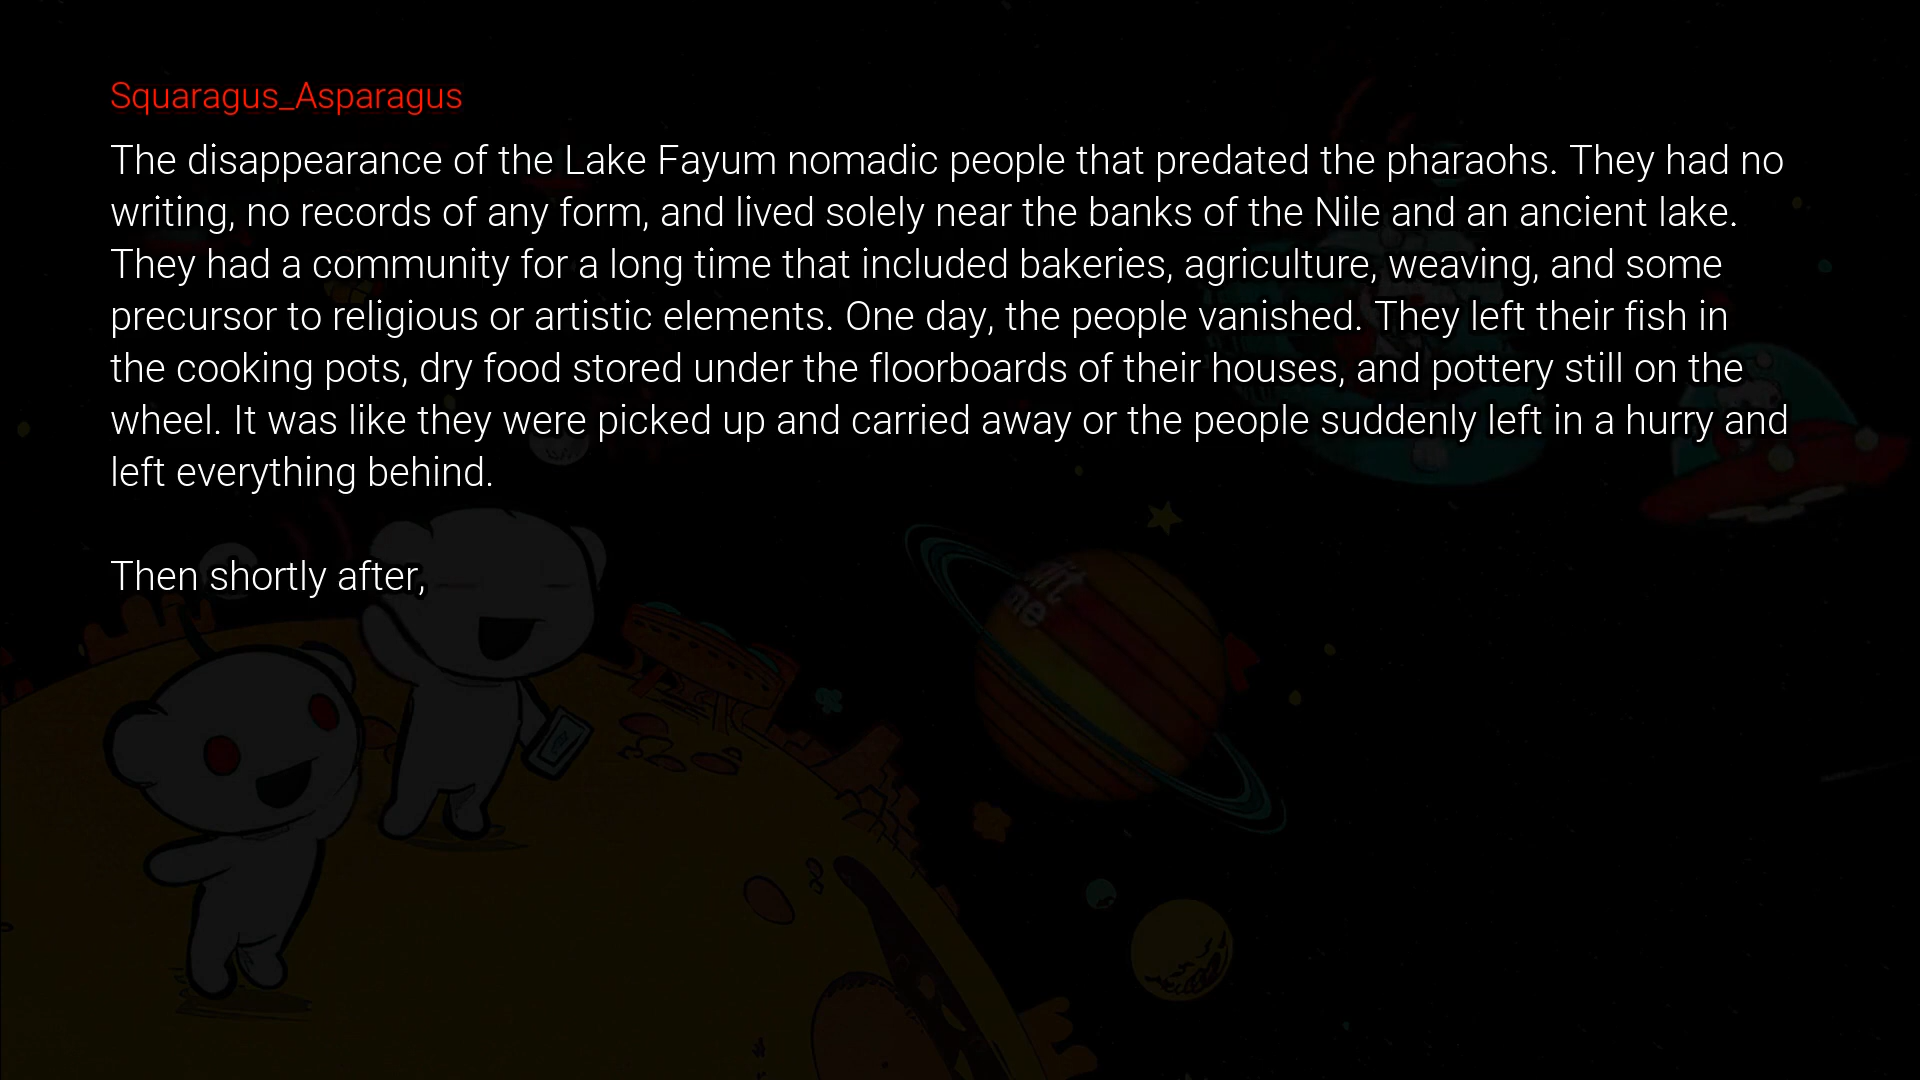 Squaragus_Asparagus
The disappearance of the Lake Fayum nomadic people that predated the pharaohs. They had no
writing, no records of any form, and lived solely near the banks of the Nile and an ancient lake.
They had a community for a long time that included bakeries, agriculture, weaving, and some
precursor to religious or artistic elements. One day, the people vanished. They left their fish in
the cooking pots, dry food stored under the floorboards of their houses, and pottery still on the
wheel. It was like they were picked up and carried away or the people suddenly left in a hurry and
left everything behind.
Then shortly after,